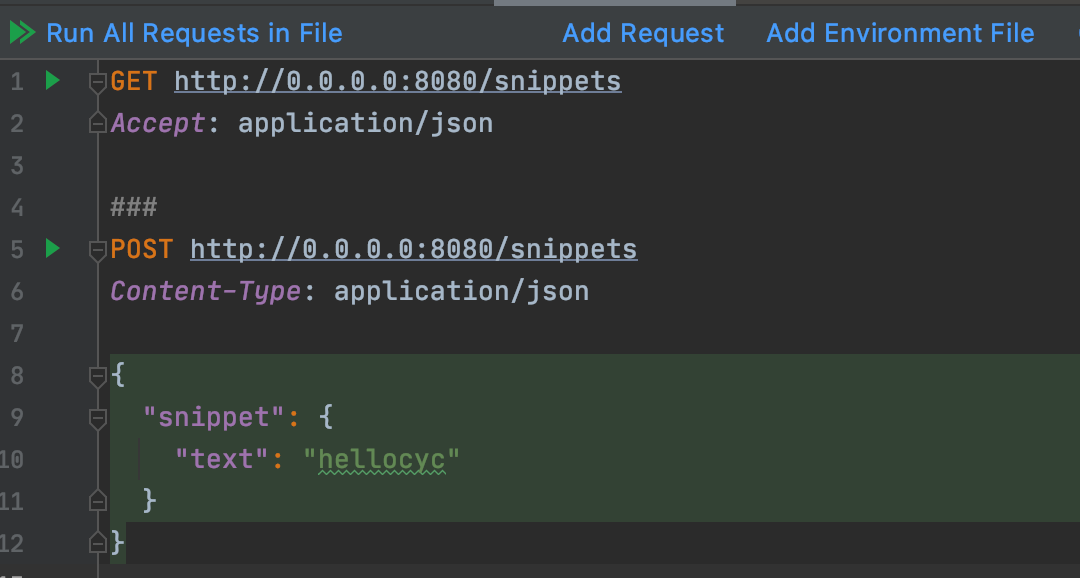 Run All Requests in File Add Request Add Environment File
1 GET http://0.0.0.0:8080/snippets
2 Accept: application/json
3
4 ###
5 POST http://0.0.0.0:8080/snippets
6 Content-Type: application/json
7
8 {
9 "snippet": {
10 "text": "hellocyc"
11 }
12 }